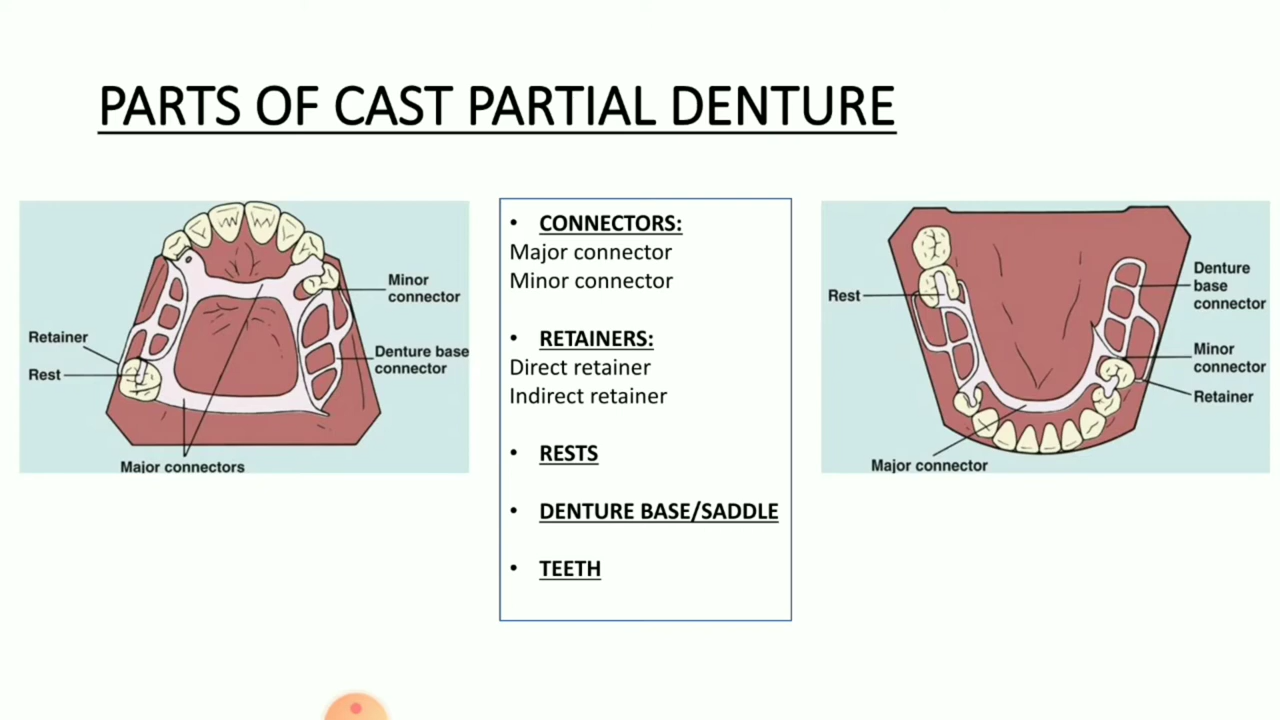 PARTS OF CAST PARTIAL DENTURE
Minor
connector
Retainer
Rest
Denture base
connector
Major connectors
• CONNECTORS:
Major connector
Minor connector
• RETAINERS:
Direct retainer
Indirect retainer
• RESTS
• DENTURE BASE/SADDLE
• TEETH
Rest
Denture
base
connector
Minor
connector
Retainer
Major connector